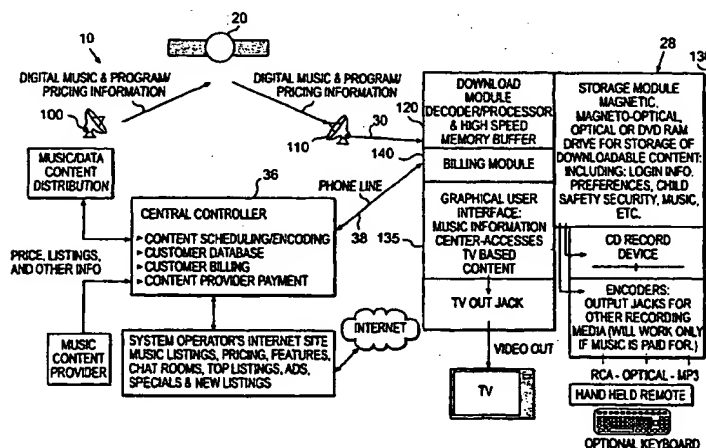 20
10
28
130
DIGITAL MUSIC & PROGRAM/
PRICING INFORMATION
DIGITAL MUSIC & PROGRAM/
PRICING INFORMATION
100
110
30
120
140
DOWNLOAD
MODULE
DECODER/PROCESSOR
& HIGH SPEED
MEMORY BUFFER
BILLING MODULE
GRAPHICAL USER
INTERFACE:
MUSIC INFORMATION
CENTER-ACCESSES
TV BASED
CONTENT
TV OUT JACK
STORAGE MODULE
MAGNETIC,
MAGNETO-OPTICAL,
OPTICAL OR DVD RAM
DRIVE FOR STORAGE OF
DOWNLOADABLE CONTENT:
INCLUDING: LOGIN INFO.
PREFERENCES, CHILD
SAFETY SECURITY, MUSIC,
ETC.
CD RECORD
DEVICE
ENCODERS:
OUTPUT JACKS FOR
OTHER RECORDING
MEDIA (WILL WORK ONLY
IF MUSIC IS PAID FOR.)
RCA - OPTICAL - MP3
HAND HELD REMOTE
OPTIONAL KEYBOARD
MUSIC/DATA
CONTENT
DISTRIBUTION
36
PHONE LINE
38
135
CENTRAL CONTROLLER
CONTENT SCHEDULING/ENCODING
CUSTOMER DATABASE
CUSTOMER BILLING
CONTENT PROVIDER PAYMENT
PRICE, LISTINGS,
AND OTHER INFO
MUSIC
CONTENT
PROVIDER
SYSTEM OPERATOR'S INTERNET SITE
MUSIC LISTINGS, PRICING, FEATURES,
CHAT ROOMS, TOP LISTINGS, ADS,
SPECIALS & NEW LISTINGS
INTERNET
VIDEO OUT
TV